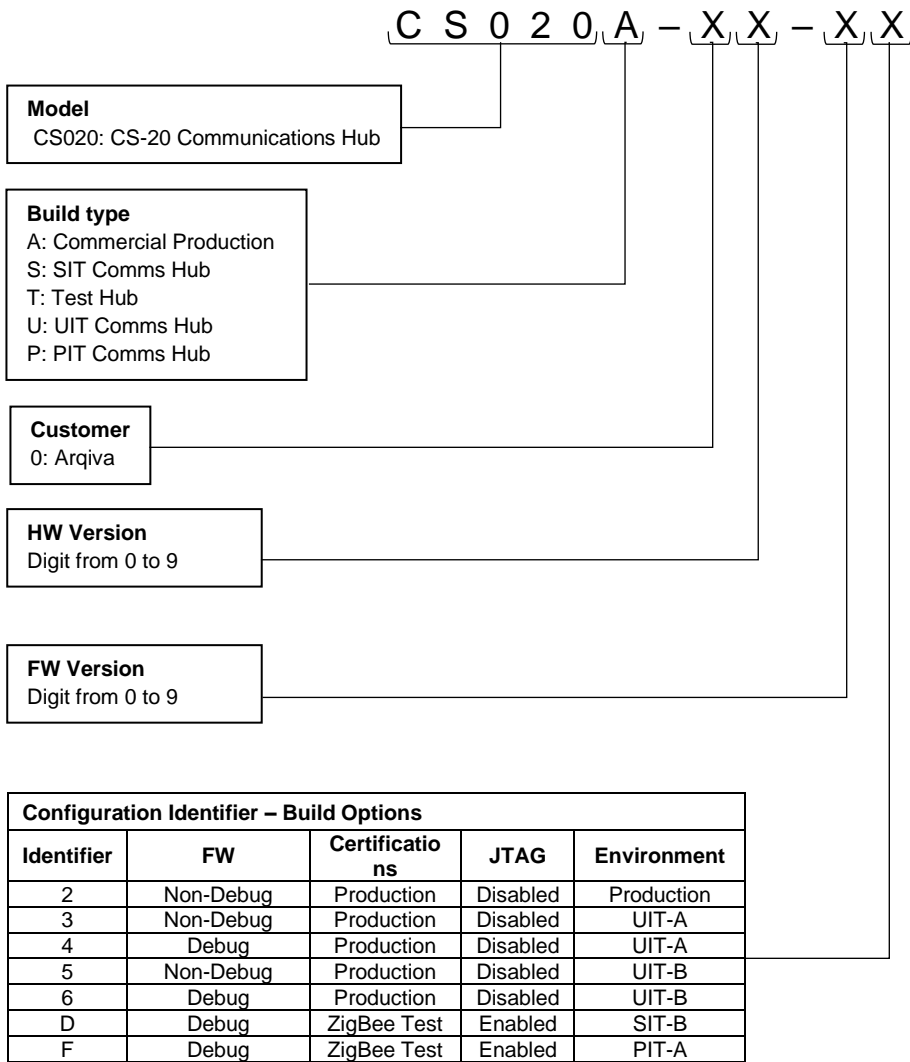 C S 0 2 0 A – X X – X X
Model
CS020: CS-20 Communications Hub
Build type
A: Commercial Production
S: SIT Comms Hub
T: Test Hub
U: UIT Comms Hub
P: PIT Comms Hub
Customer
0: Arqiva
HW Version
Digit from 0 to 9
FW Version
Digit from 0 to 9
Configuration Identifier – Build Options
Identifier FW Certificatio ns JTAG Environment
2 Non-Debug Production Disabled Production
3 Non-Debug Production Disabled UIT-A
4 Debug Production Disabled UIT-A
5 Non-Debug Production Disabled UIT-B
6 Debug Production Disabled UIT-B
D Debug ZigBee Test Enabled SIT-B
F Debug ZigBee Test Enabled PIT-A